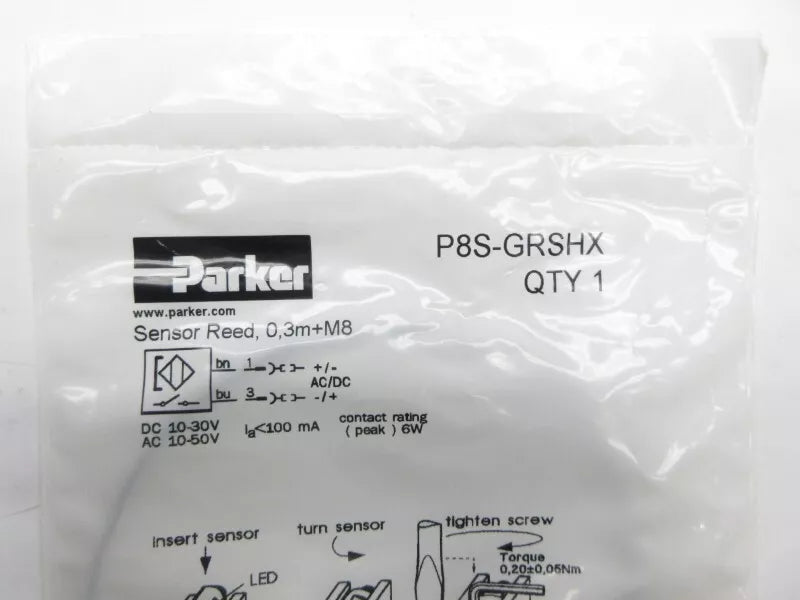 Parker
P8S-GRSHX
QTY 1
www.parker.com
Sensor Reed, 0,3m+M8
bn 1 +/-
AC/DC
bu 3 -/+
DC 10-30V
AC 10-50V
Ia<100 mA
contact rating
( peak ) 6W
insert sensor
turn sensor
tighten screw
LED
Torque
0,20±0,05Nm